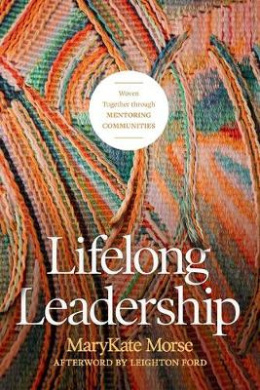 Woven
Together through
MENTORING
COMMUNITIES
Lifelong
Leadership
MaryKate Morse
AFTERWORD BY LEIGHTON FORD